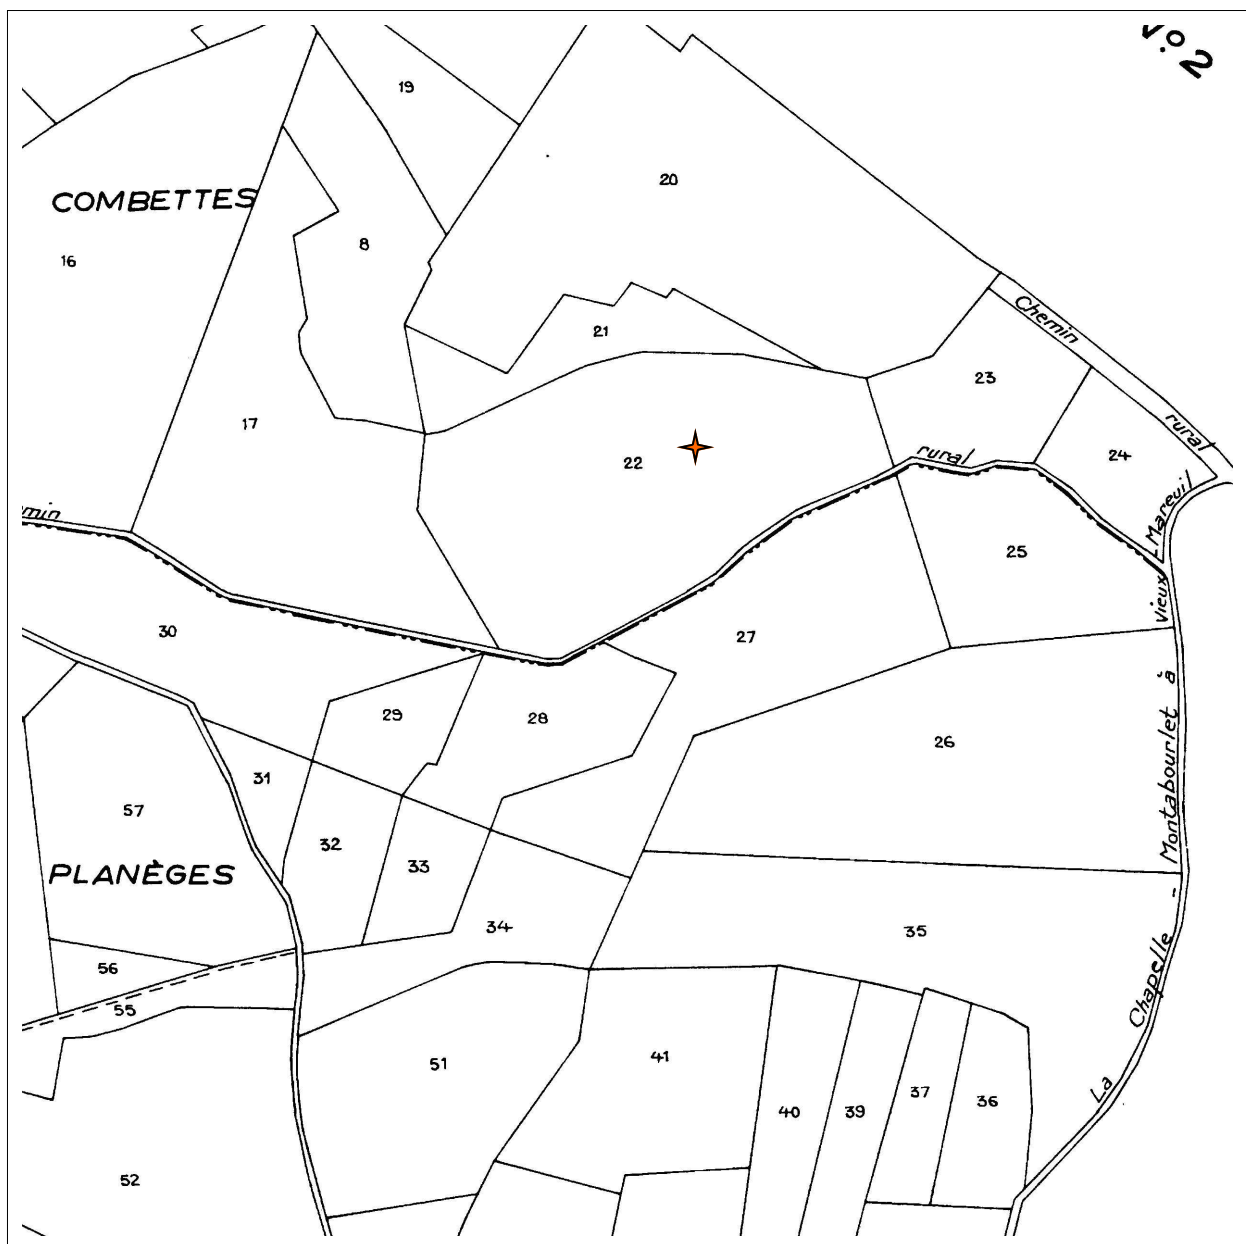 N.º 2
19
20
COMBETTES
8
16
Chemin
21
23
17
rural
24
rural
22
Mareuil
min
25
vieux
30
27
à
29
28
26
31
Montabourlet
57
32
33
PLANÈGES
34
35
56
Chapelle
55
51
41
La
37
36
40
39
52